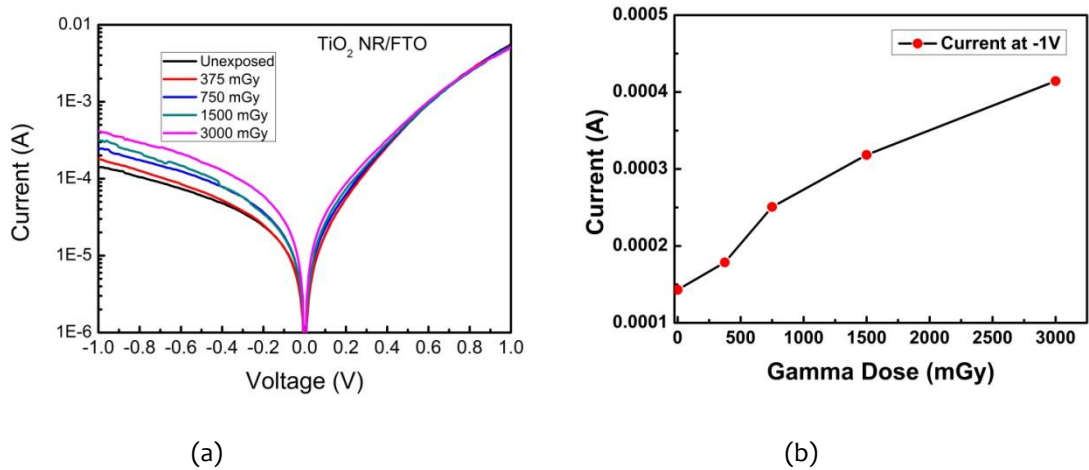 TiO2 NR/FTO
Unexposed
375 mGy
750 mGy
1500 mGy
3000 mGy
0.01
1E-3
1E-4
1E-5
1E-6
Current (A)
-1.0 -0.8 -0.6 -0.4 -0.2 0.0 0.2 0.4 0.6 0.8 1.0
Voltage (V)
(a)
Current at -1V
0.0005
0.0004
0.0003
0.0002
0.0001
Current (A)
0 500 1000 1500 2000 2500 3000
Gamma Dose (mGy)
(b)